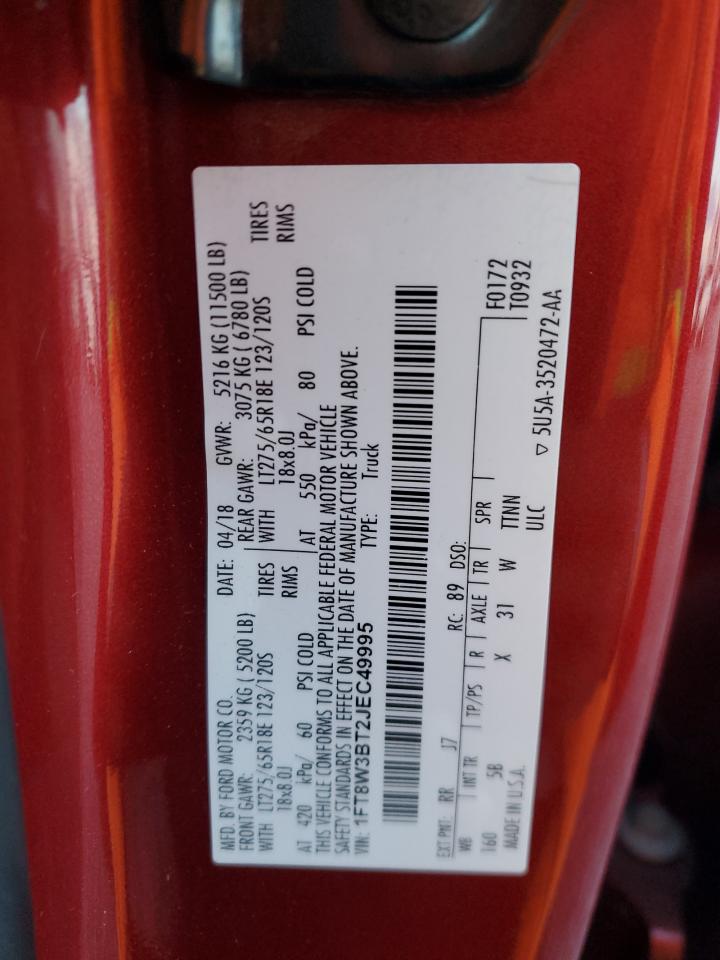 MFD. BY FORD MOTOR CO. DATE: 04/18 GVWR: 5216 KG (11500 LB)
FRONT GAWR: 2359 KG ( 5200 LB) REAR GAWR: 3075 KG ( 6780 LB)
WITH LT275/65R18E 123/120S TIRES WITH LT275/65R18E 123/120S TIRES
18x8.0J RIMS 18x8.0J RIMS
AT 420 kPa/ 60 PSI COLD AT 550 kPa/ 80 PSI COLD
THIS VEHICLE CONFORMS TO ALL APPLICABLE FEDERAL MOTOR VEHICLE
SAFETY STANDARDS IN EFFECT ON THE DATE OF MANUFACTURE SHOWN ABOVE.
VIN: 1FT8W3BT2JEC49995 TYPE: Truck
EXT PNT: RR J7 RC: 89 DSO:
WB INT TR TP/PS R AXLE TR SPR F0172
160 5B X 31 W TTNN T0932
MADE IN U.S.A. ULC
▽ 5U5A-3520472-AA